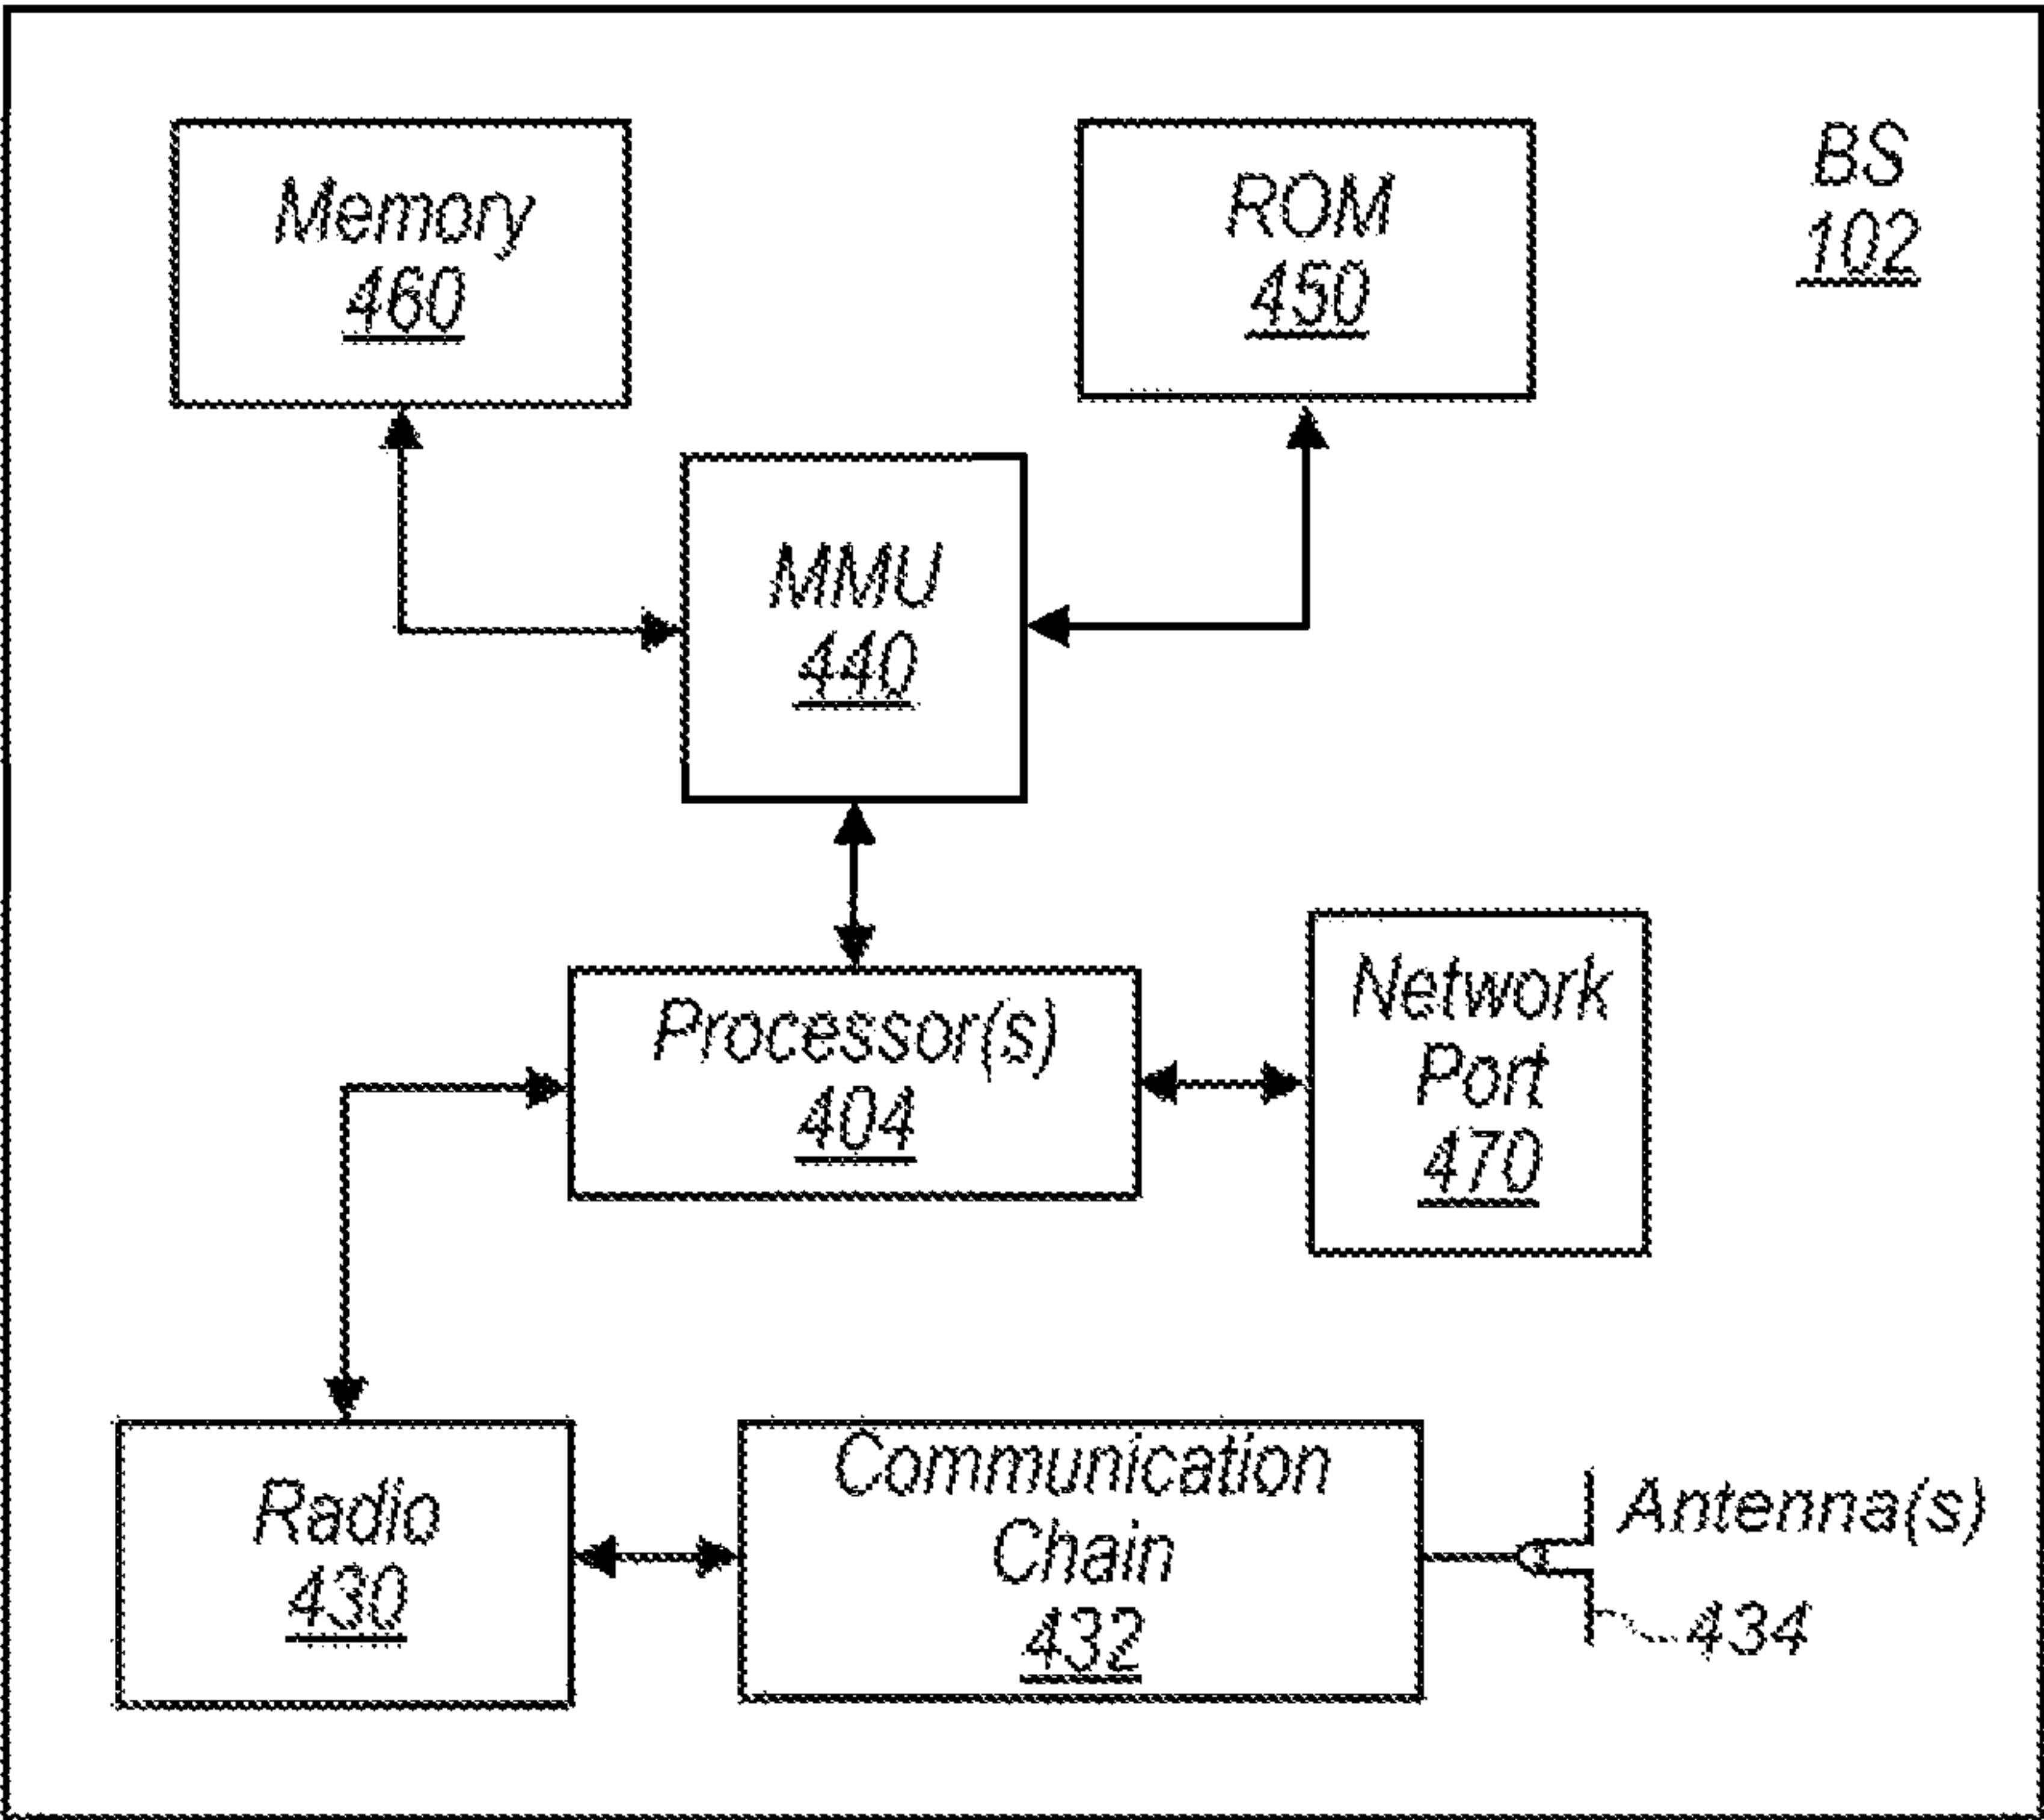 Memory
460
ROM
450
BS
102
MMU
440
Processor(s)
404
Network
Port
470
Radio
430
Communication
Chain
432
Antenna(s)
434